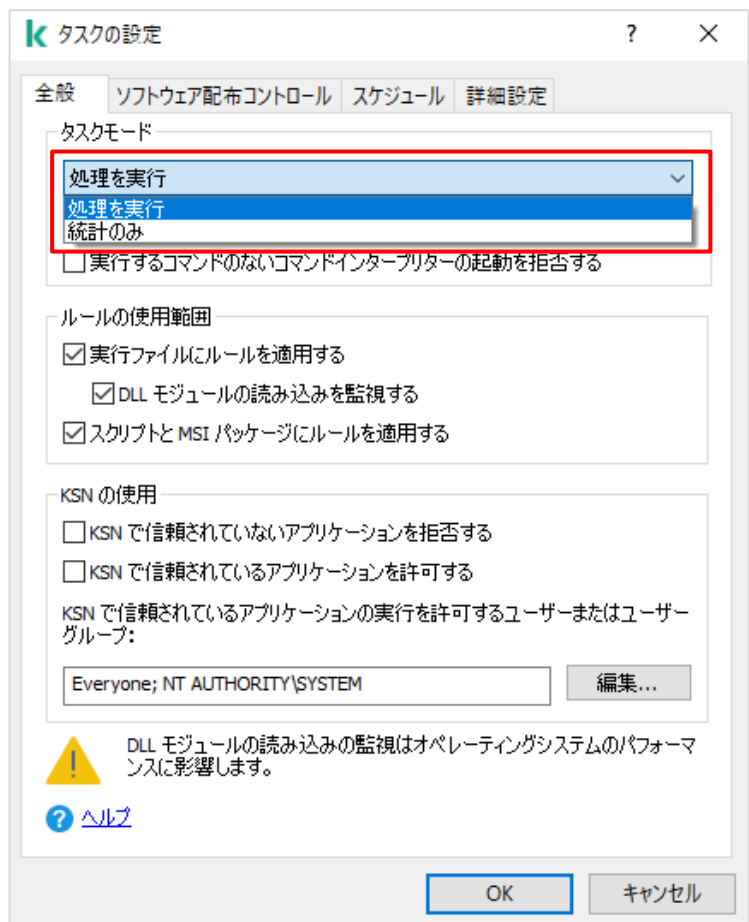 タスクの設定
?
全般
ソフトウェア配布コントロール
スケジュール
詳細設定
タスクモード
処理を実行
処理を実行
統計のみ
実行するコマンドのないコマンドインタープリターの起動を拒否する
ルールの使用範囲
実行ファイルにルールを適用する
DLL モジュールの読み込みを監視する
スクリプトと MSI パッケージにルールを適用する
KSN の使用
KSN で信頼されていないアプリケーションを拒否する
KSN で信頼されているアプリケーションを許可する
KSN で信頼されているアプリケーションの実行を許可するユーザーまたはユーザー
グループ:
Everyone; NT AUTHORITY\SYSTEM
編集...
DLL モジュールの読み込みの監視はオペレーティングシステムのパフォーマ
ンスに影響します。
ヘルプ
OK
キャンセル